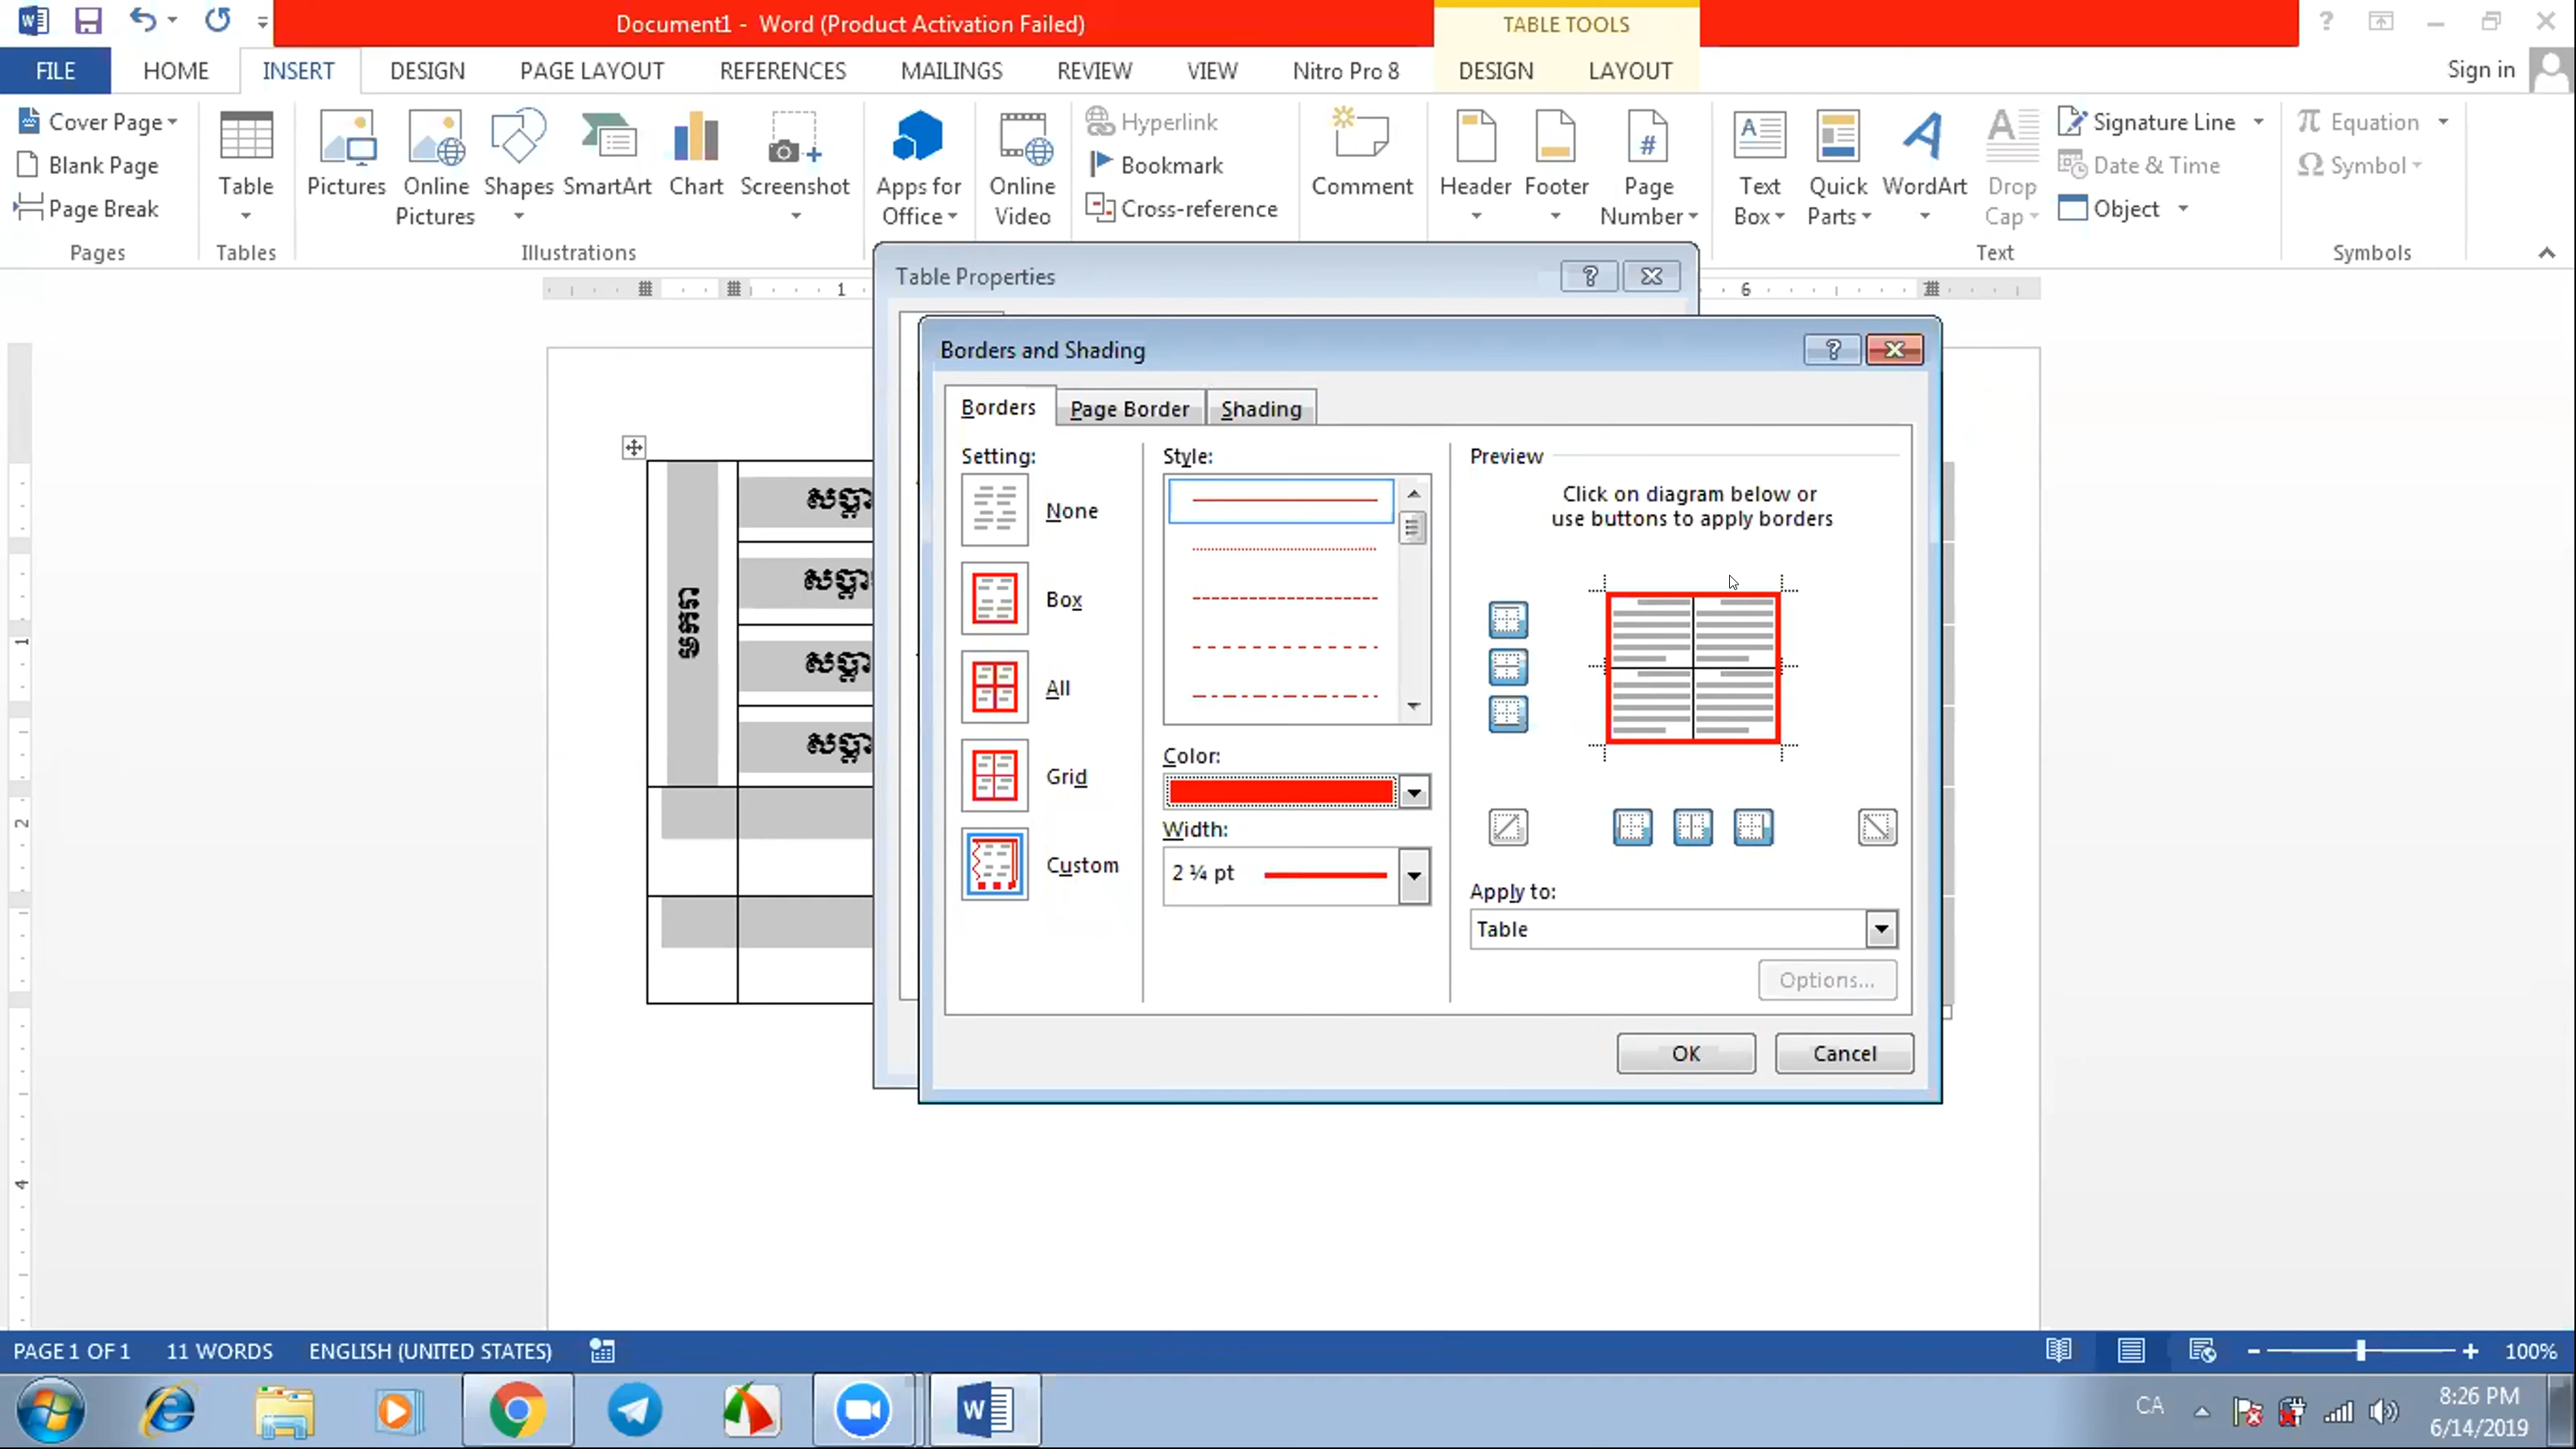 Document1 - Word (Product Activation Failed)
TABLE TOOLS
FILE
HOME
INSERT
DESIGN
PAGE LAYOUT
REFERENCES
MAILINGS
REVIEW
VIEW
Nitro Pro 8
DESIGN
LAYOUT
Sign in
Cover Page
Blank Page
Page Break
Pages
Table
Tables
Pictures
Online
Pictures
Shapes
SmartArt
Chart
Screenshot
Illustrations
Apps for
Office
Online
Video
Hyperlink
Bookmark
Cross-reference
Comment
Header
Footer
Page
Number
Text
Box
Quick
Parts
WordArt
Drop
Cap
Signature Line
Date & Time
Object
Text
Equation
Symbol
Symbols
Table Properties
1
6
Borders and Shading
Borders
Page Border
Shading
Setting:
None
Box
All
Grid
Custom
Style:
Color:
Width:
2 ¼ pt
Preview
Click on diagram below or
use buttons to apply borders
Apply to:
Table
Options...
OK
Cancel
1
2
4
PAGE 1 OF 1
11 WORDS
ENGLISH (UNITED STATES)
100%
CA
8:26 PM
6/14/2019